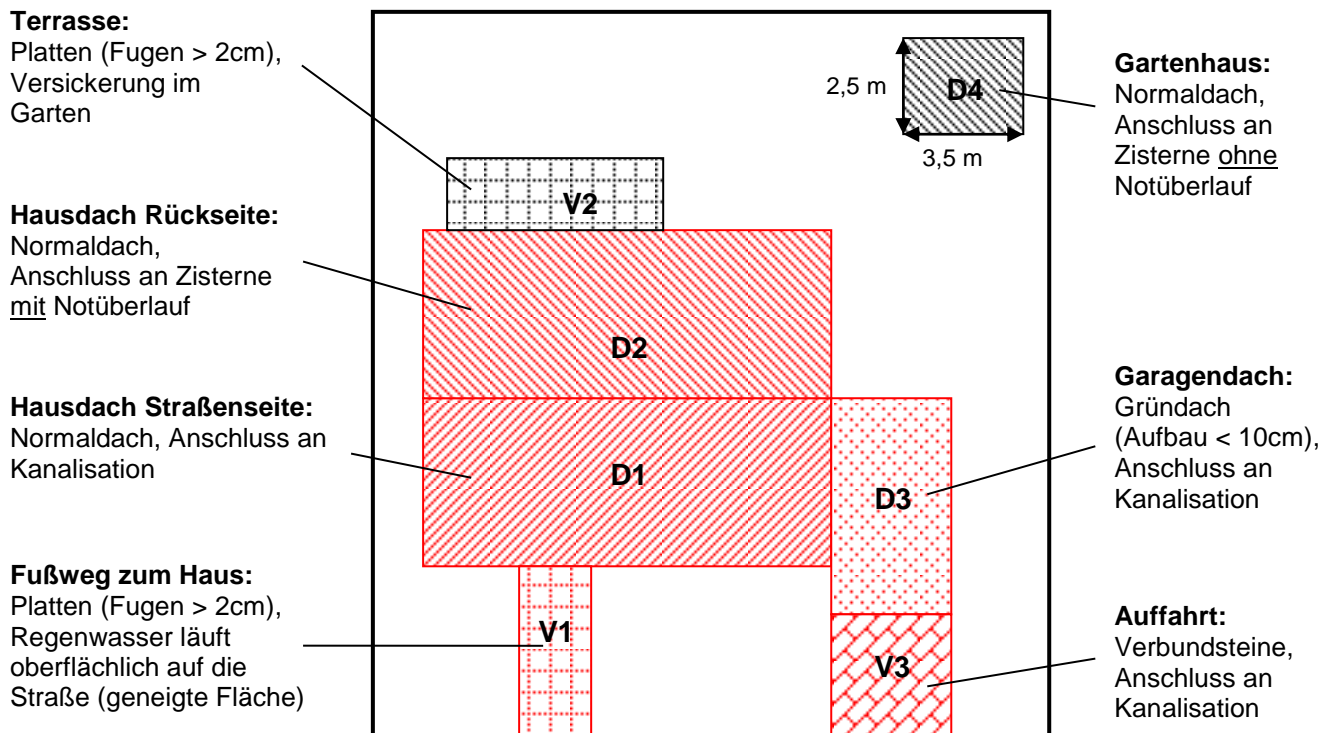 Terrasse:
Platten (Fugen > 2cm),
Versickerung im
Garten
Hausdach Rückseite:
Normaldach,
Anschluss an Zisterne
mit Notüberlauf
Hausdach Straßenseite:
Normaldach, Anschluss an
Kanalisation
Fußweg zum Haus:
Platten (Fugen > 2cm),
Regenwasser läuft
oberflächlich auf die
Straße (geneigte Fläche)
2,5 m
D4
3,5 m
V2
D2
D1
D3
V1
V3
Gartenhaus:
Normaldach,
Anschluss an
Zisterne ohne
Notüberlauf
Garagendach:
Gründach
(Aufbau < 10cm),
Anschluss an
Kanalisation
Auffahrt:
Verbundsteine,
Anschluss an
Kanalisation